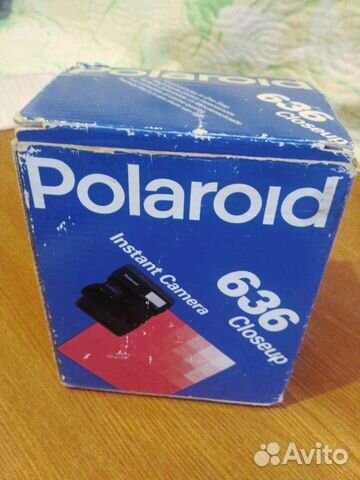 Polaroid
636
Closeup
Polaroid
Instant Camera
636
Closeup
Avito